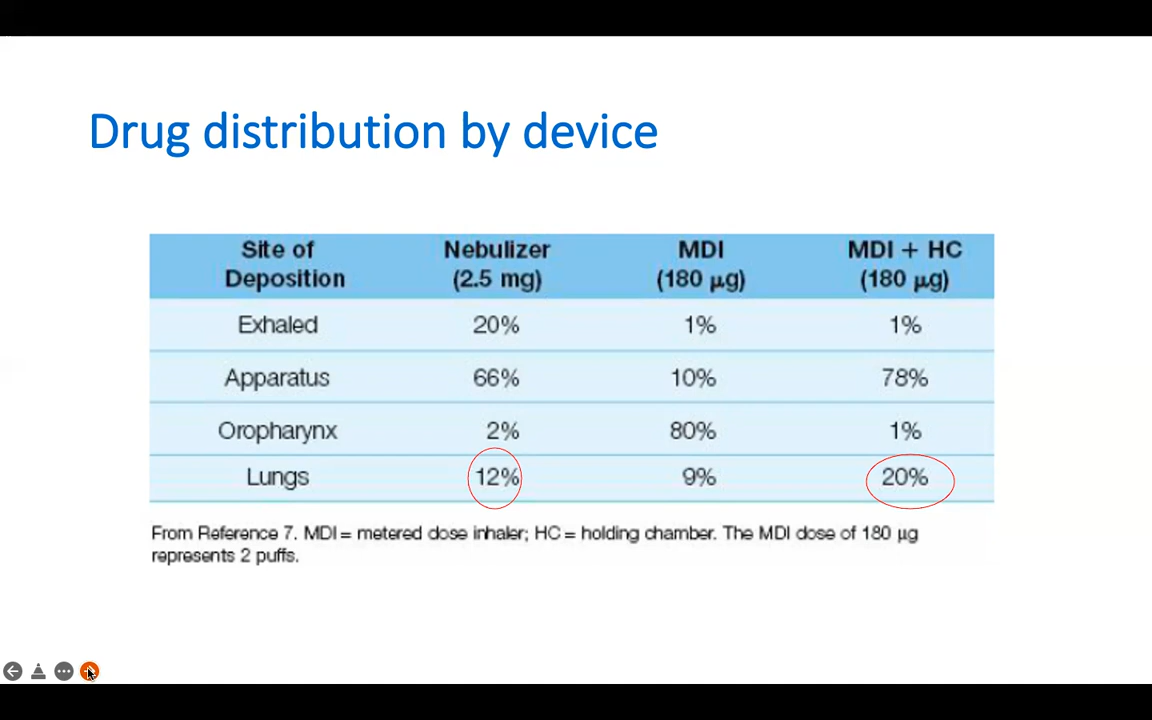 Drug distribution by device
Site of Deposition Nebulizer (2.5 mg) MDI (180 µg) MDI + HC (180 µg)
Exhaled 20% 1% 1%
Apparatus 66% 10% 78%
Oropharynx 2% 80% 1%
Lungs 12% 9% 20%
From Reference 7. MDI = metered dose inhaler; HC = holding chamber. The MDI dose of 180 µg
represents 2 puffs.